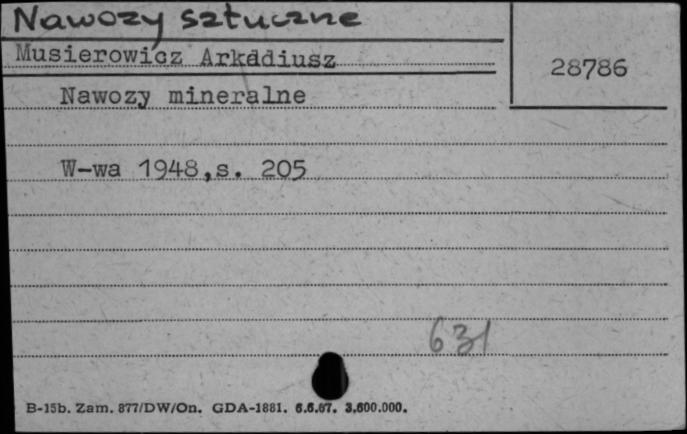 Nawozy sztuczne
Musierowicz Arkadiusz
28786
Nawozy mineralne
W-wa 1948,s. 205
631
B-15b. Zam. 877/DW/On. GDA-1881. 6.6.67. 3.600.000.